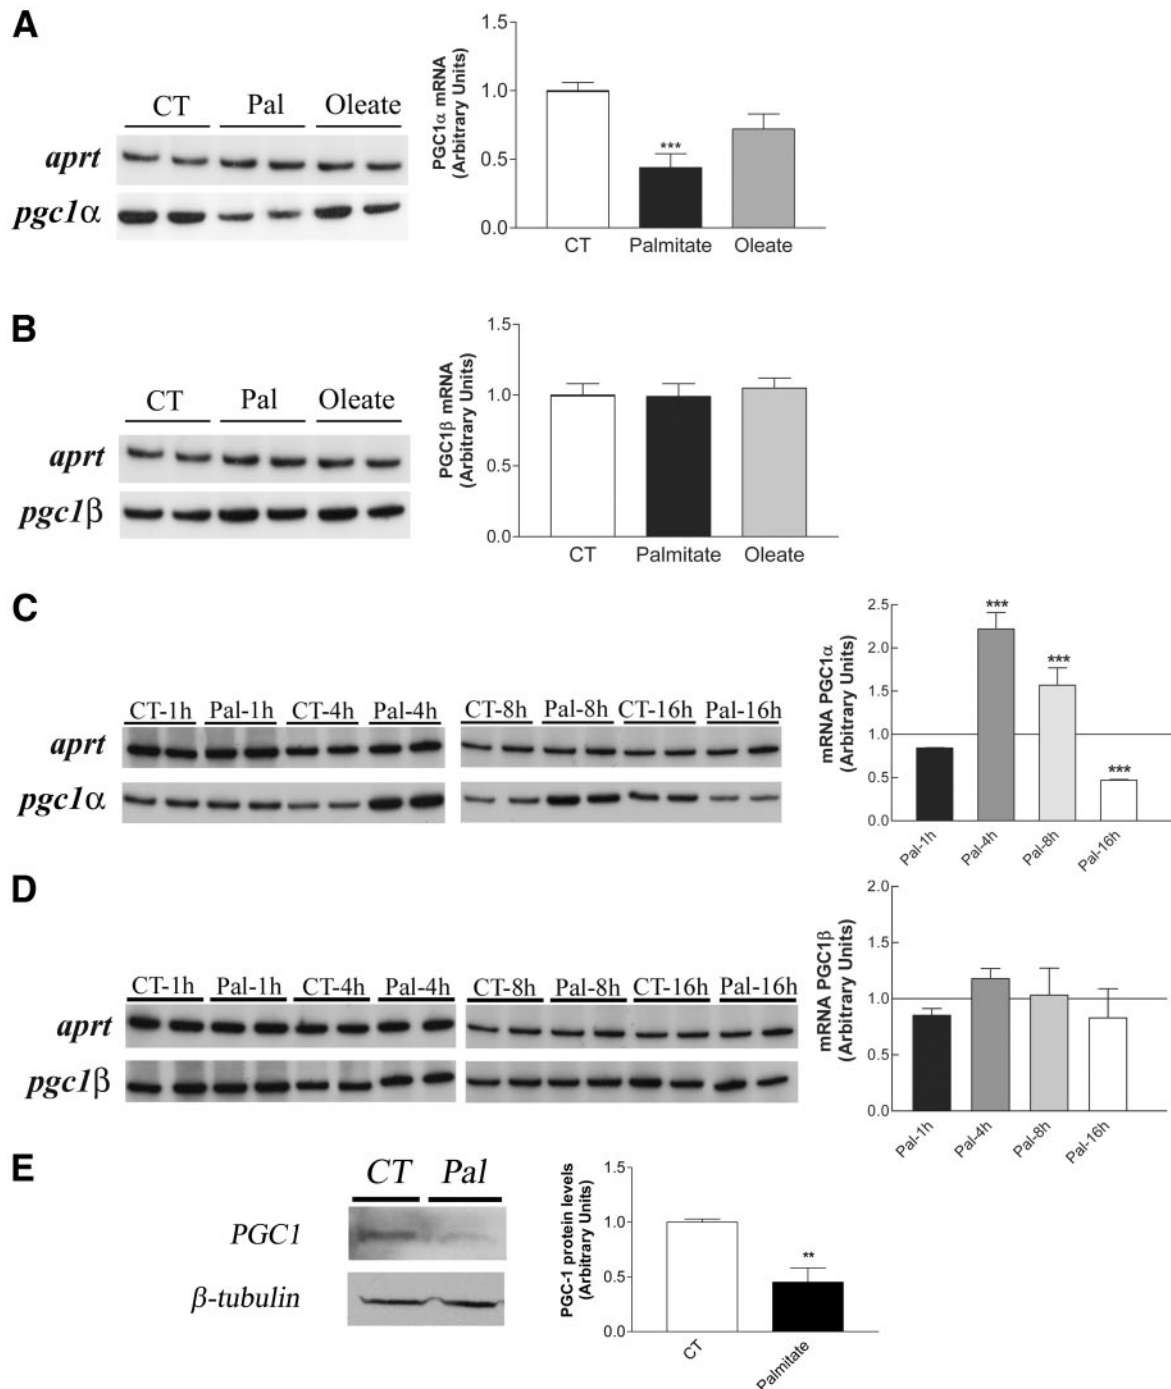 A
CT Pal Oleate
aprt
pgc1α
PGC1α mRNA
(Arbitrary Units)
1.5
1.0
0.5
0.0
***
CT Palmitate Oleate
B
CT Pal Oleate
aprt
pgc1β
PGC1β mRNA
(Arbitrary Units)
1.5
1.0
0.5
0.0
CT Palmitate Oleate
C
CT-1h Pal-1h CT-4h Pal-4h CT-8h Pal-8h CT-16h Pal-16h
aprt
pgc1α
mRNA PGC1α
(Arbitrary Units)
2.5
2.0
1.5
1.0
0.5
0.0
***
***
***
Pal-1h Pal-4h Pal-8h Pal-16h
D
CT-1h Pal-1h CT-4h Pal-4h CT-8h Pal-8h CT-16h Pal-16h
aprt
pgc1β
mRNA PGC1β
(Arbitrary Units)
2.0
1.5
1.0
0.5
0.0
Pal-1h Pal-4h Pal-8h Pal-16h
E
CT Pal
PGC1
β-tubulin
PGC-1 protein levels
(Arbitrary Units)
1.5
1.0
0.5
0.0
**
CT Palmitate